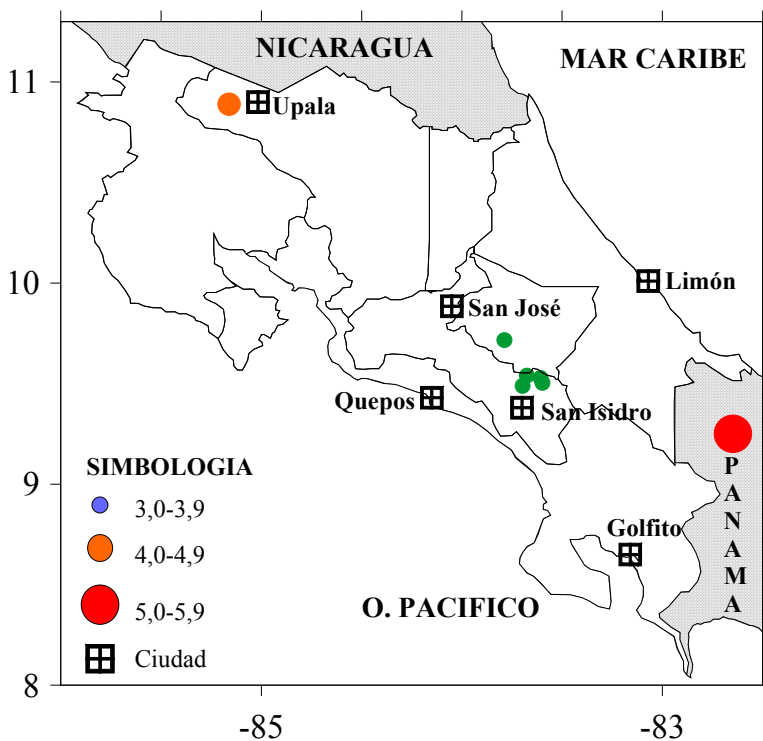 NICARAGUA
MAR CARIBE
11
Upala
10
Limón
San José
Quepos
San Isidro
9
SIMBOLOGIA
3,0-3,9
4,0-4,9
5,0-5,9
Ciudad
Golfito
O. PACIFICO
PANAMA
8
-85
-83